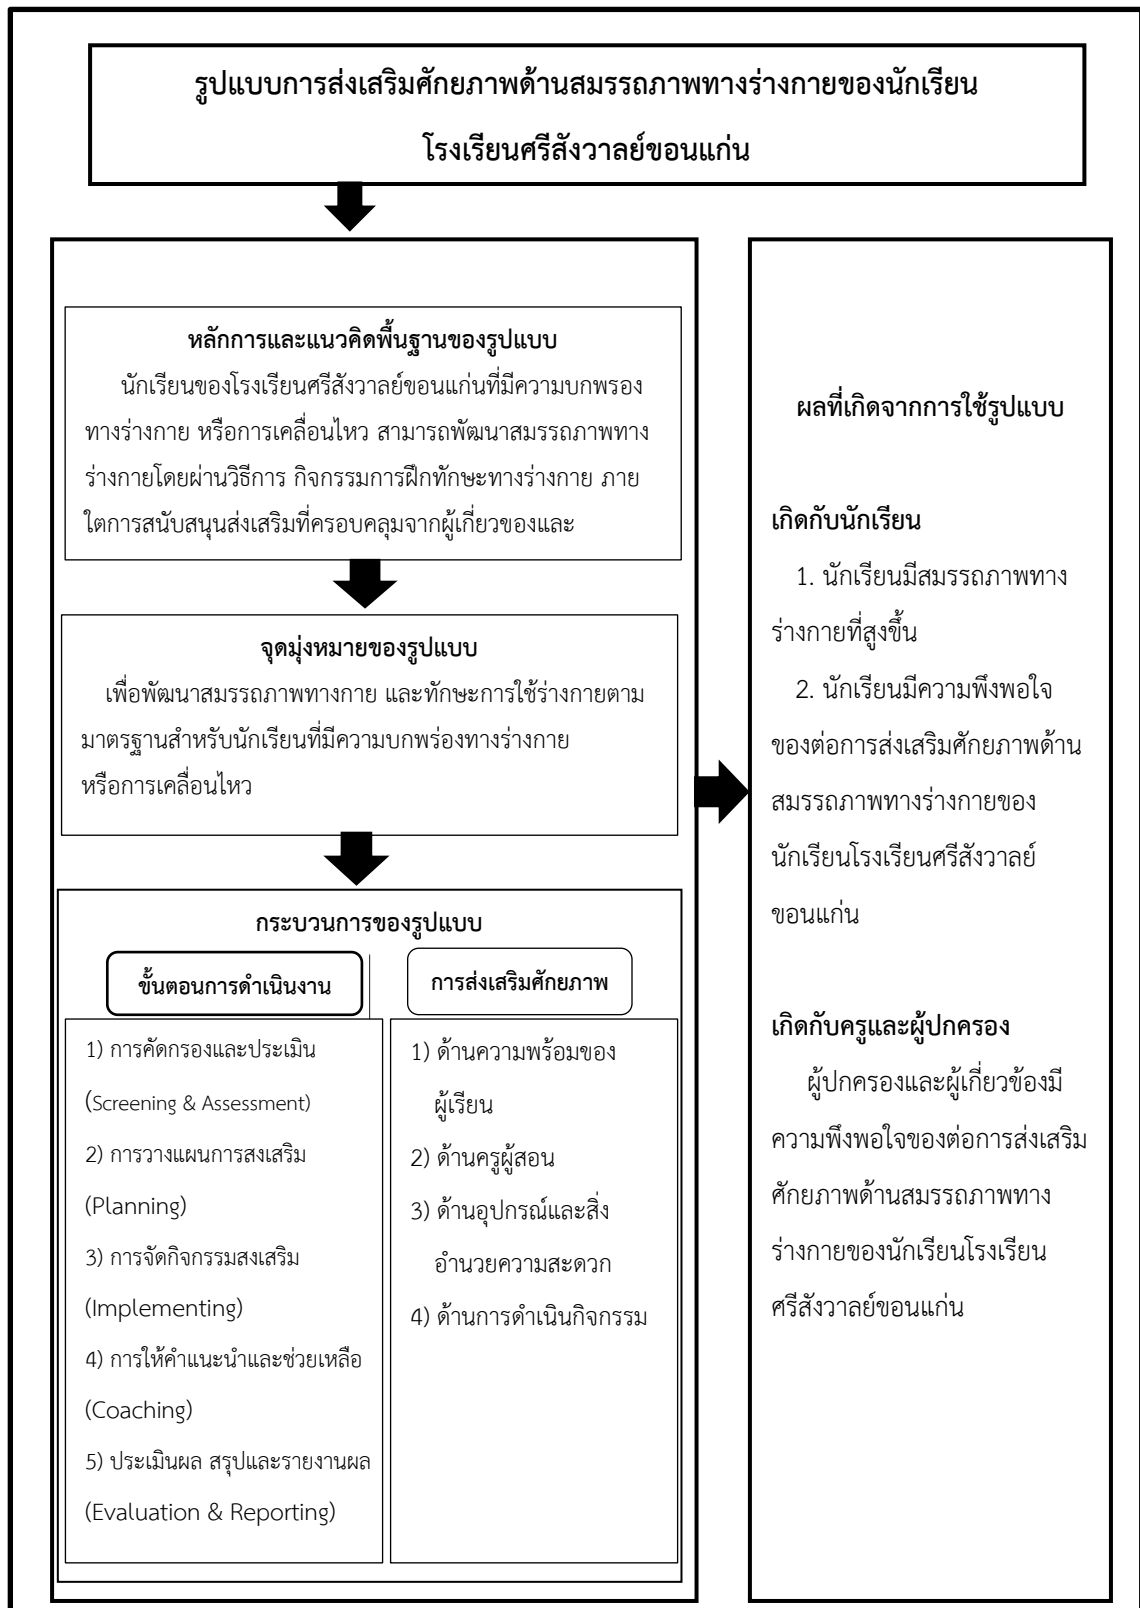 รูปแบบการส่งเสริมศักยภาพด้านสมรรถภาพทางร่างกายของนักเรียน
โรงเรียนศรีสังวาลย์ขอนแก่น
หลักการและแนวคิดพื้นฐานของรูปแบบ
นักเรียนของโรงเรียนศรีสังวาลย์ขอนแก่นที่มีความบกพรอง
ทางร่างกาย หรือการเคลื่อนไหว สามารถพัฒนาสมรรถภาพทาง
ร่างกายโดยผ่านวิธีการ กิจกรรมการฝึกทักษะทางร่างกาย ภาย
ใตการสนับสนุนส่งเสริมที่ครอบคลุมจากผู้เกี่ยวของและ
จุดมุ่งหมายของรูปแบบ
เพื่อพัฒนาสมรรถภาพทางกาย และทักษะการใช้ร่างกายตาม
มาตรฐานสำหรับนักเรียนที่มีความบกพร่องทางร่างกาย
หรือการเคลื่อนไหว
กระบวนการของรูปแบบ
ขั้นตอนการดำเนินงาน
1) การคัดกรองและประเมิน
(Screening & Assessment)
2) การวางแผนการสงเสริม
(Planning)
3) การจัดกิจกรรมสงเสริม
(Implementing)
4) การให้คำแนะนำและช่วยเหลือ
(Coaching)
5) ประเมินผล สรุปและรายงานผล
(Evaluation & Reporting)
การส่งเสริมศักยภาพ
1) ด้านความพร้อมของ
ผู้เรียน
2) ด้านครูผู้สอน
3) ด้านอุปกรณ์และสิ่ง
อำนวยความสะดวก
4) ด้านการดำเนินกิจกรรม
ผลที่เกิดจากการใช้รูปแบบ
เกิดกับนักเรียน
1. นักเรียนมีสมรรถภาพทาง
ร่างกายที่สูงขึ้น
2. นักเรียนมีความพึงพอใจ
ของต่อการส่งเสริมศักยภาพด้าน
สมรรถภาพทางร่างกายของ
นักเรียนโรงเรียนศรีสังวาลย์
ขอนแก่น
เกิดกับครูและผู้ปกครอง
ผู้ปกครองและผู้เกี่ยวข้องมี
ความพึงพอใจของต่อการส่งเสริม
ศักยภาพด้านสมรรถภาพทาง
ร่างกายของนักเรียนโรงเรียน
ศรีสังวาลย์ขอนแก่น